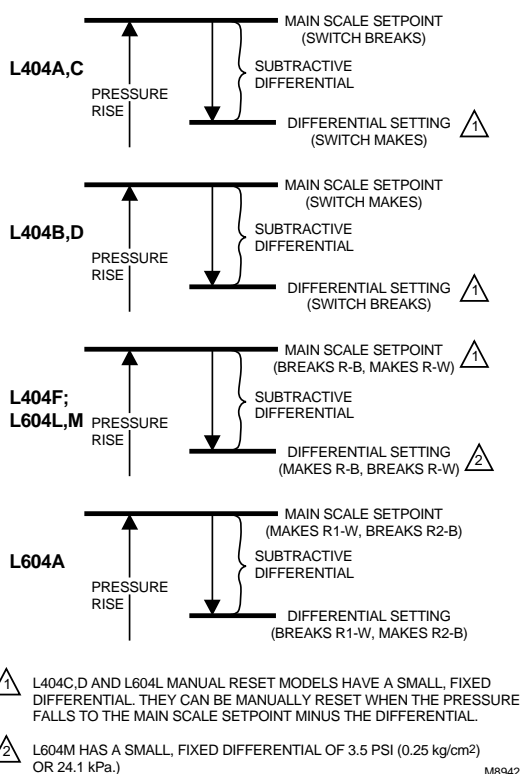 MAIN SCALE SETPOINT
(SWITCH BREAKS)
L404A,C
SUBTRACTIVE
DIFFERENTIAL
PRESSURE
RISE
DIFFERENTIAL SETTING 1
(SWITCH MAKES)
MAIN SCALE SETPOINT
(SWITCH MAKES)
L404B,D
SUBTRACTIVE
DIFFERENTIAL
PRESSURE
RISE
DIFFERENTIAL SETTING 1
(SWITCH BREAKS)
MAIN SCALE SETPOINT 1
(BREAKS R-B, MAKES R-W)
L404F;
L604L,M
SUBTRACTIVE
DIFFERENTIAL
PRESSURE
RISE
DIFFERENTIAL SETTING 2
(MAKES R-B, BREAKS R-W)
MAIN SCALE SETPOINT
(MAKES R1-W, BREAKS R2-B)
L604A
SUBTRACTIVE
DIFFERENTIAL
PRESSURE
RISE
DIFFERENTIAL SETTING
(BREAKS R1-W, MAKES R2-B)
1 L404C,D AND L604L MANUAL RESET MODELS HAVE A SMALL, FIXED
DIFFERENTIAL. THEY CAN BE MANUALLY RESET WHEN THE PRESSURE
FALLS TO THE MAIN SCALE SETPOINT MINUS THE DIFFERENTIAL.
2 L604M HAS A SMALL, FIXED DIFFERENTIAL OF 3.5 PSI (0.25 kg/cm2)
OR 24.1 kPa.)
M8942